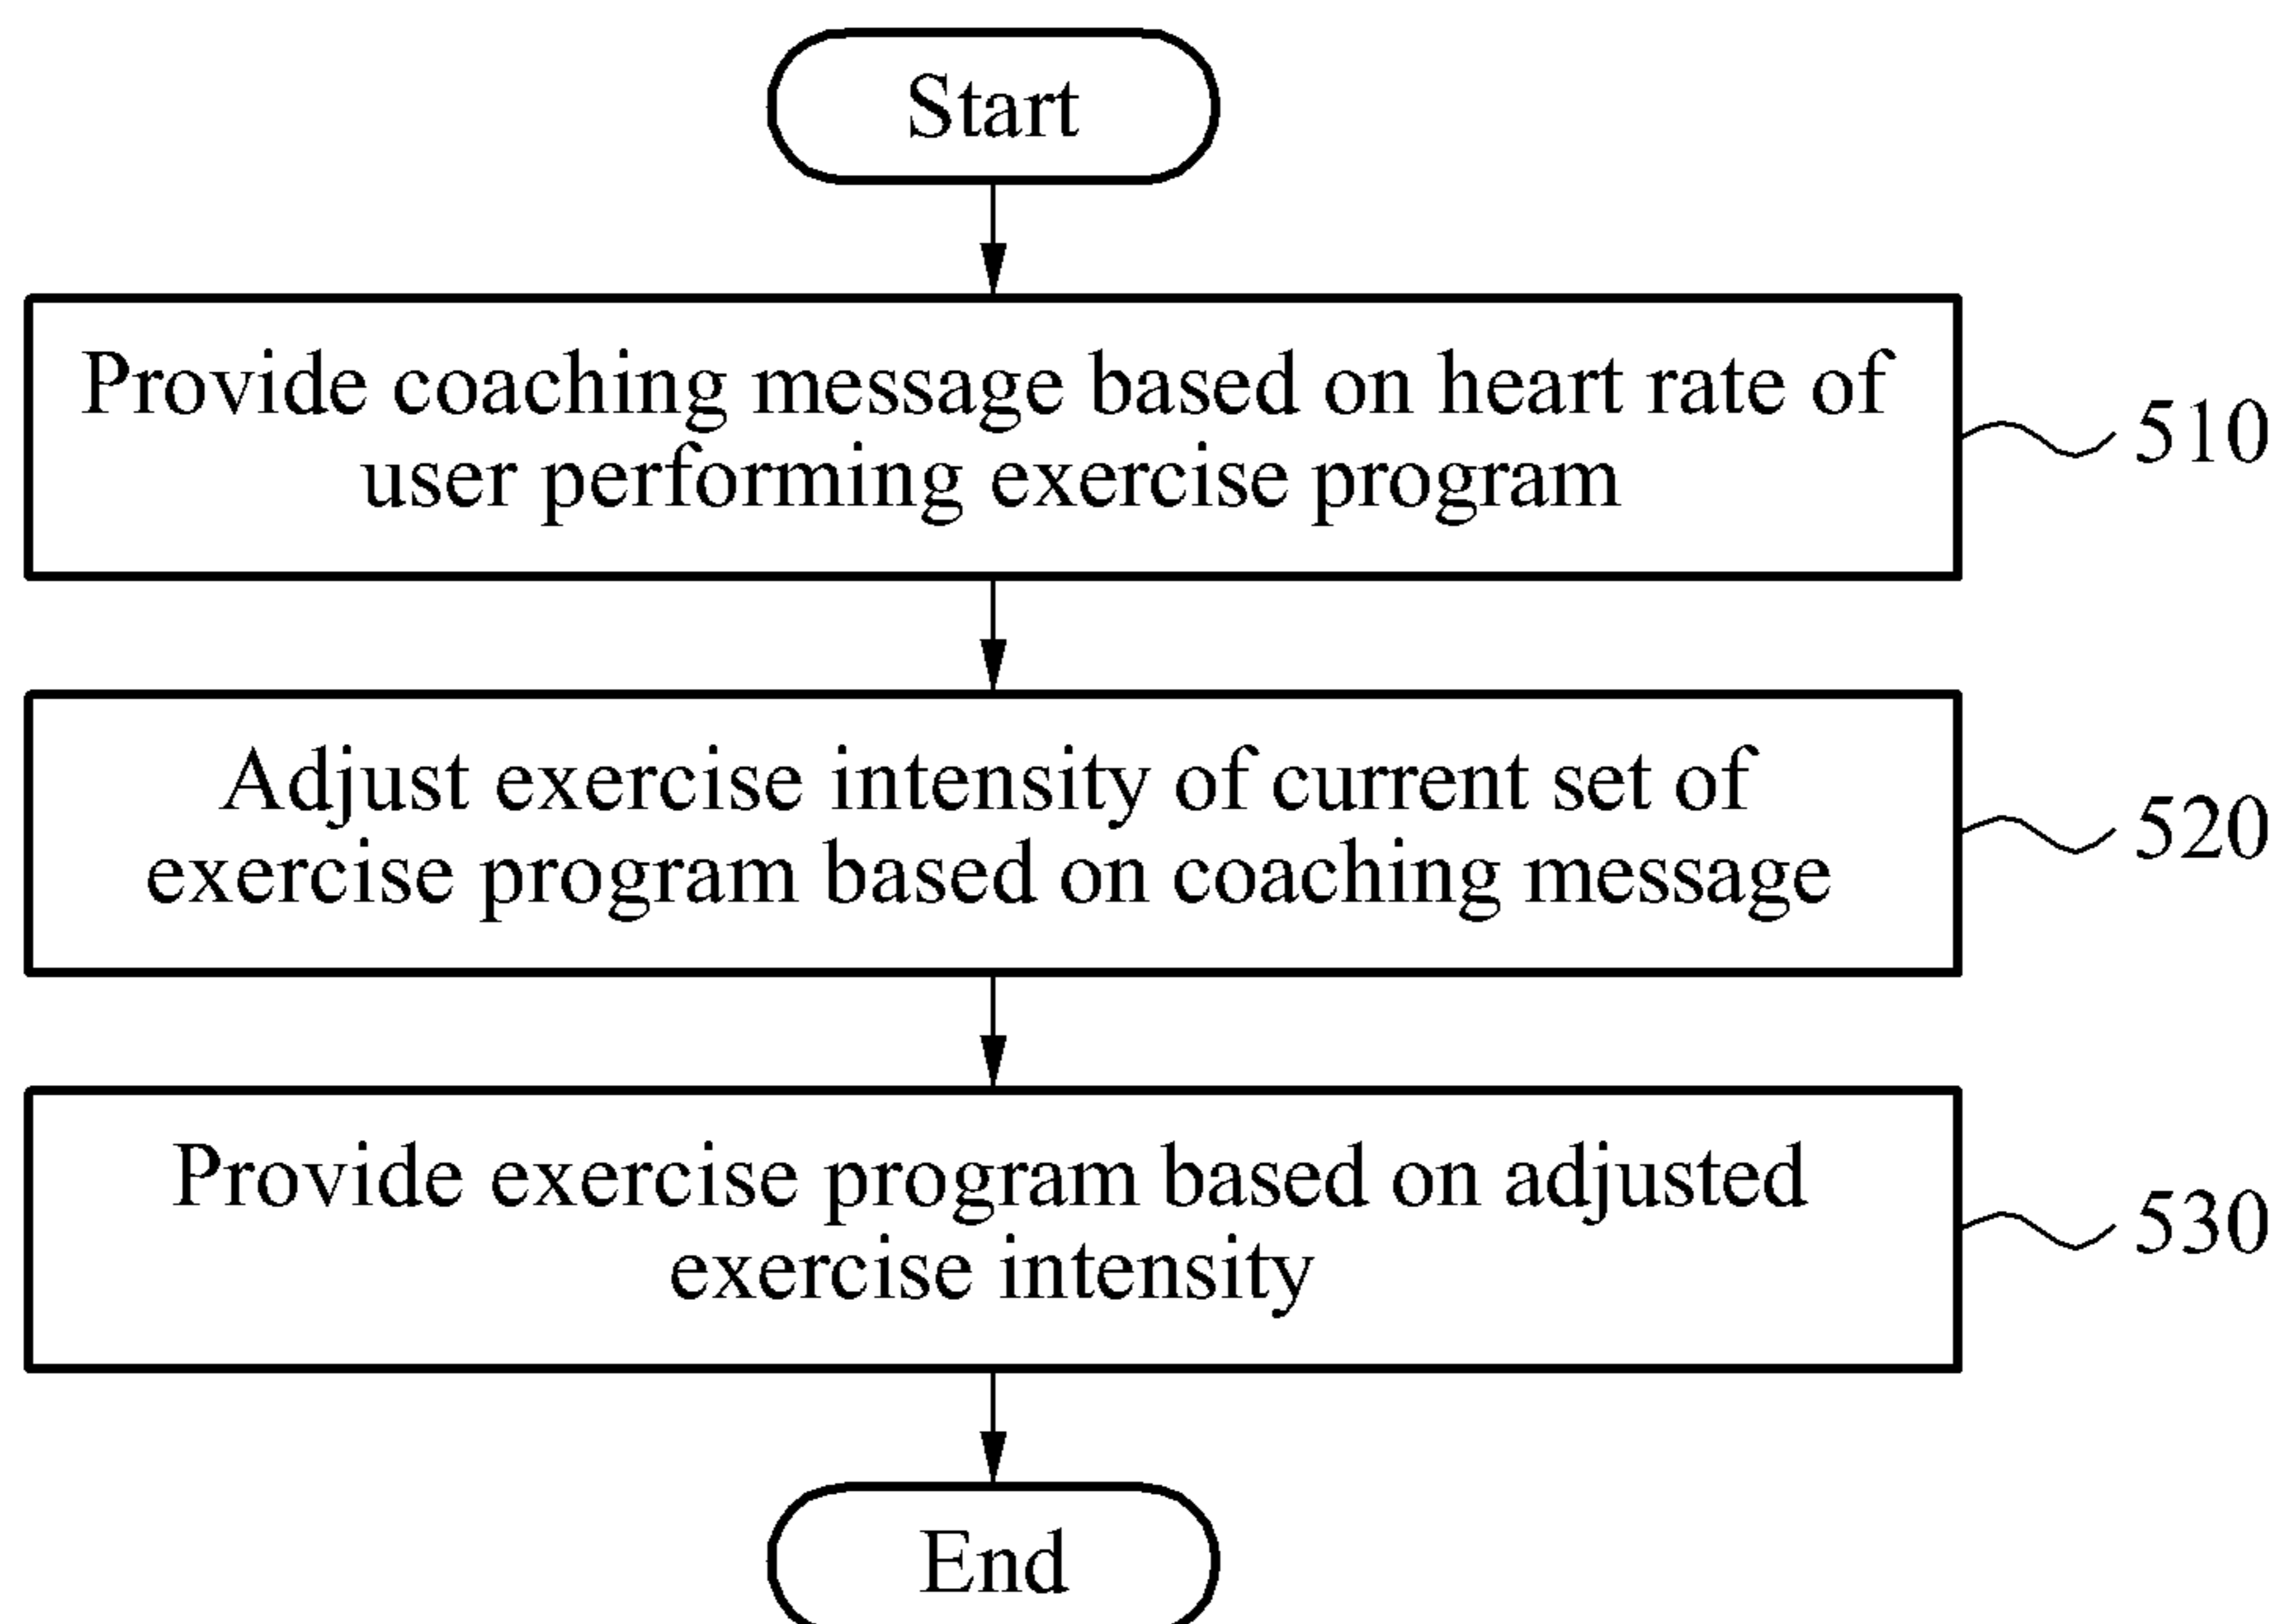 Start
Provide coaching message based on heart rate of
user performing exercise program
510
Adjust exercise intensity of current set of
exercise program based on coaching message
520
Provide exercise program based on adjusted
exercise intensity
530
End